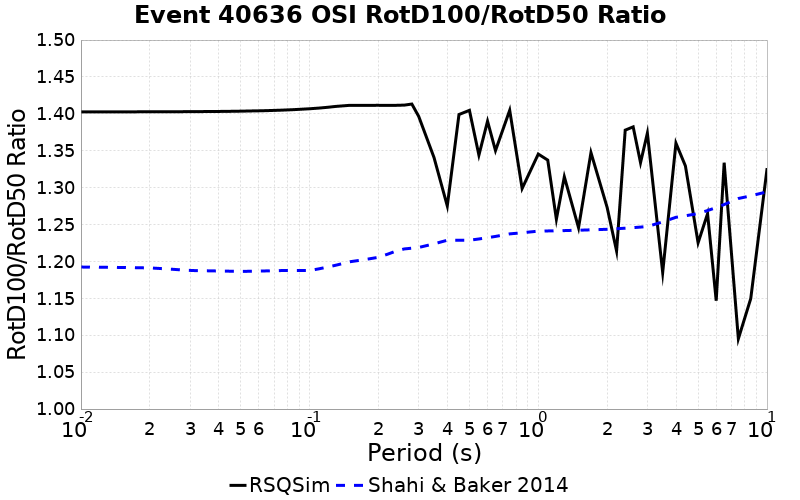 Event 40636 OSI RotD100/RotD50 Ratio
RotD100/RotD50 Ratio
1.50
1.45
1.40
1.35
1.30
1.25
1.20
1.15
1.10
1.05
1.00
10^-2 2 3 4 5 6 10^-1 2 3 4 5 6 7 10^0 2 3 4 5 6 7 10^1
Period (s)
RSQSim Shahi & Baker 2014